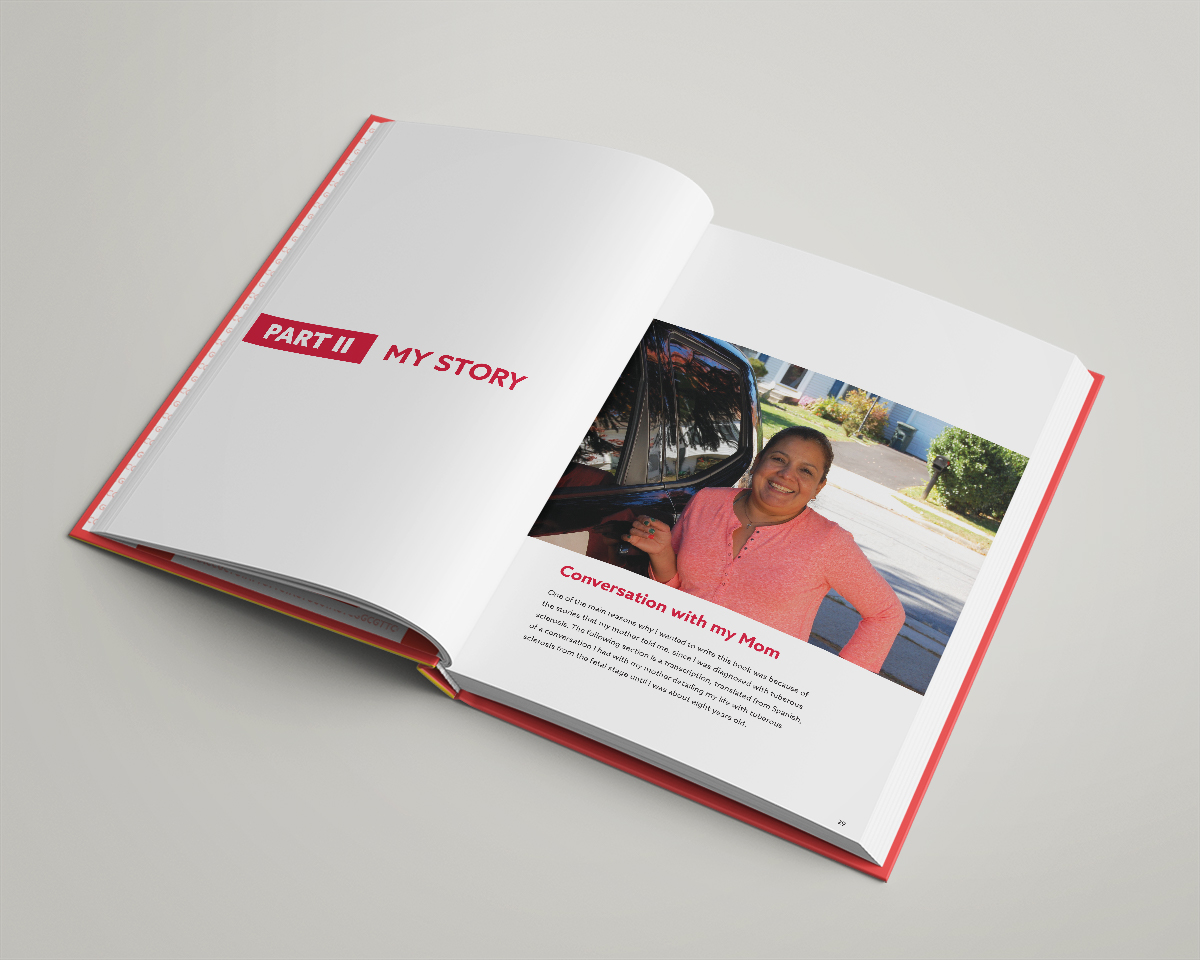 PART II MY STORY
Conversation with my Mom
One of the main reasons why I wanted to write this book was because of
the stories that my mother told me, since I was diagnosed with tuberous
sclerosis. The following section is a transcription, translated from Spanish,
of a conversation I had with my mother detailing my life with tuberous
sclerosis from the fetal stage until I was about eight years old.
29